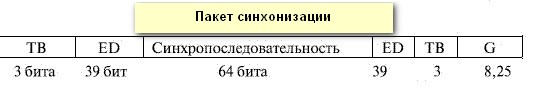 Пакет синхонизации
TB ED Синхропоследовательность ED TB G
3 бита 39 бит 64 бита 39 3 8,25